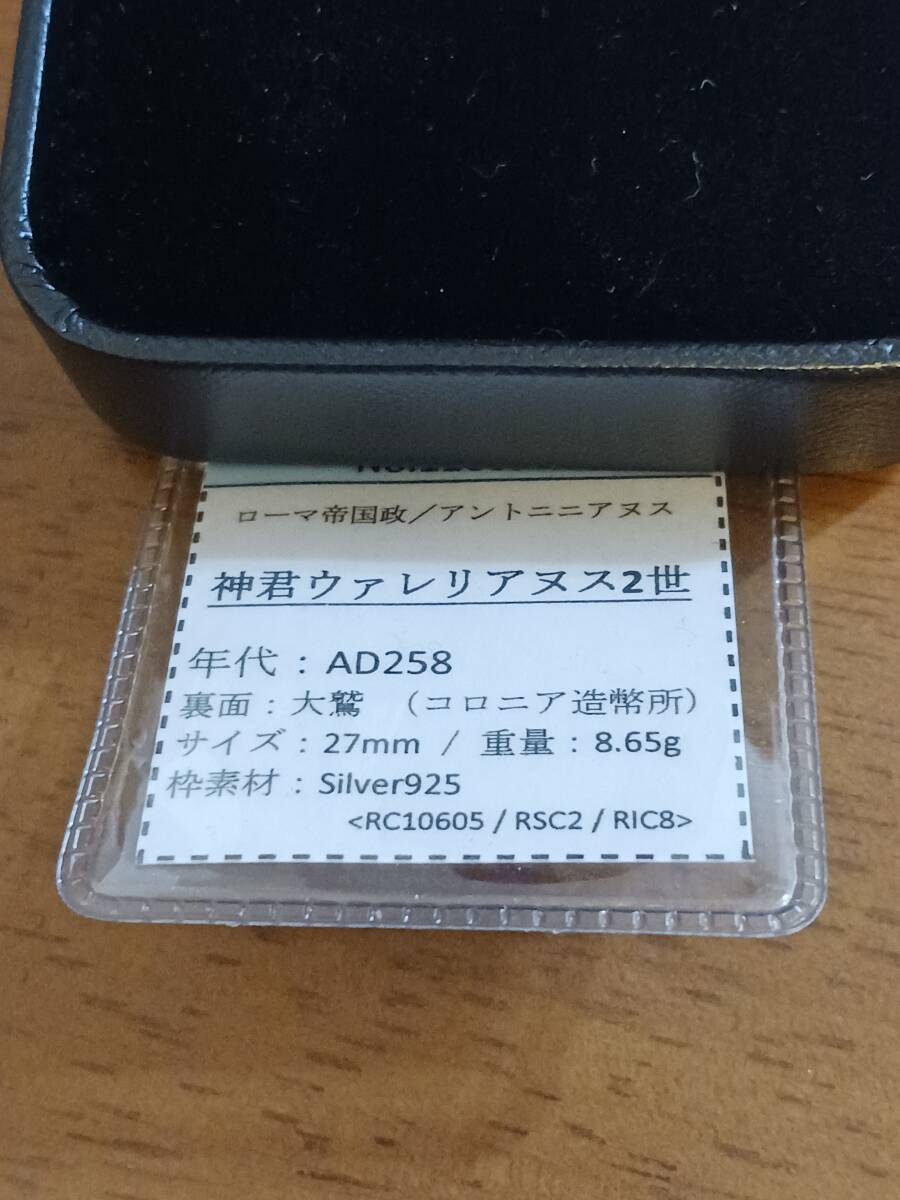 ローマ帝国政／アントニニアヌス
神君ウァレリアヌス2世
年代：AD258
裏面：大鷲 （コロニア造幣所）
サイズ：27mm / 重量：8.65g
枠素材：Silver925
<RC10605 / RSC2 / RIC8>